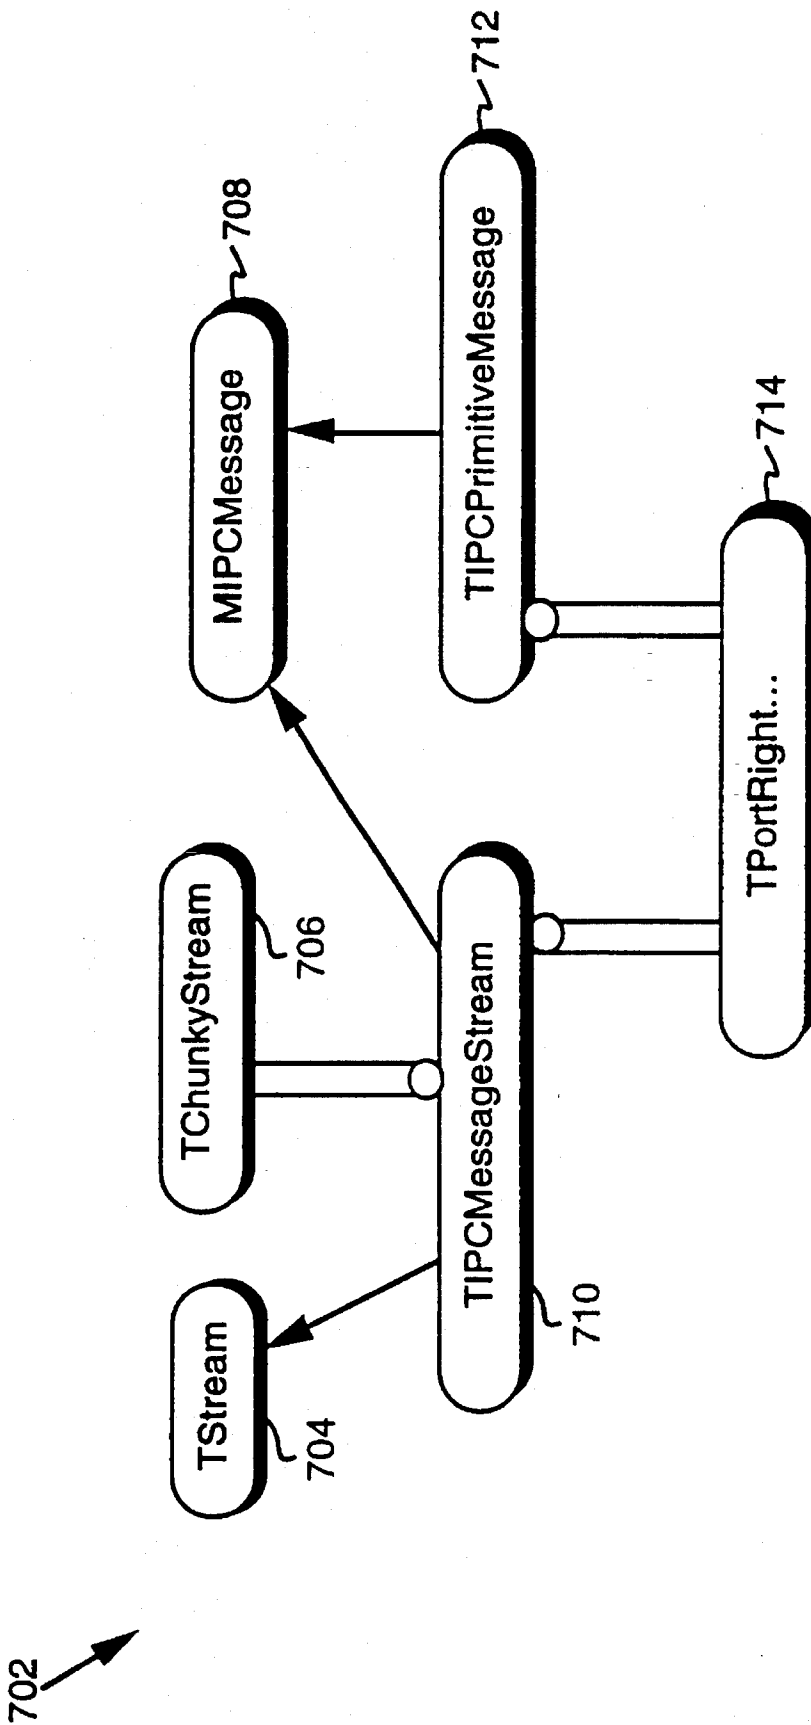 702
TStream
704
TChunkyStream
706
MIPCMessage
708
TIPCMessageStream
710
TIPCPrimitiveMessage
712
TPortRight...
714